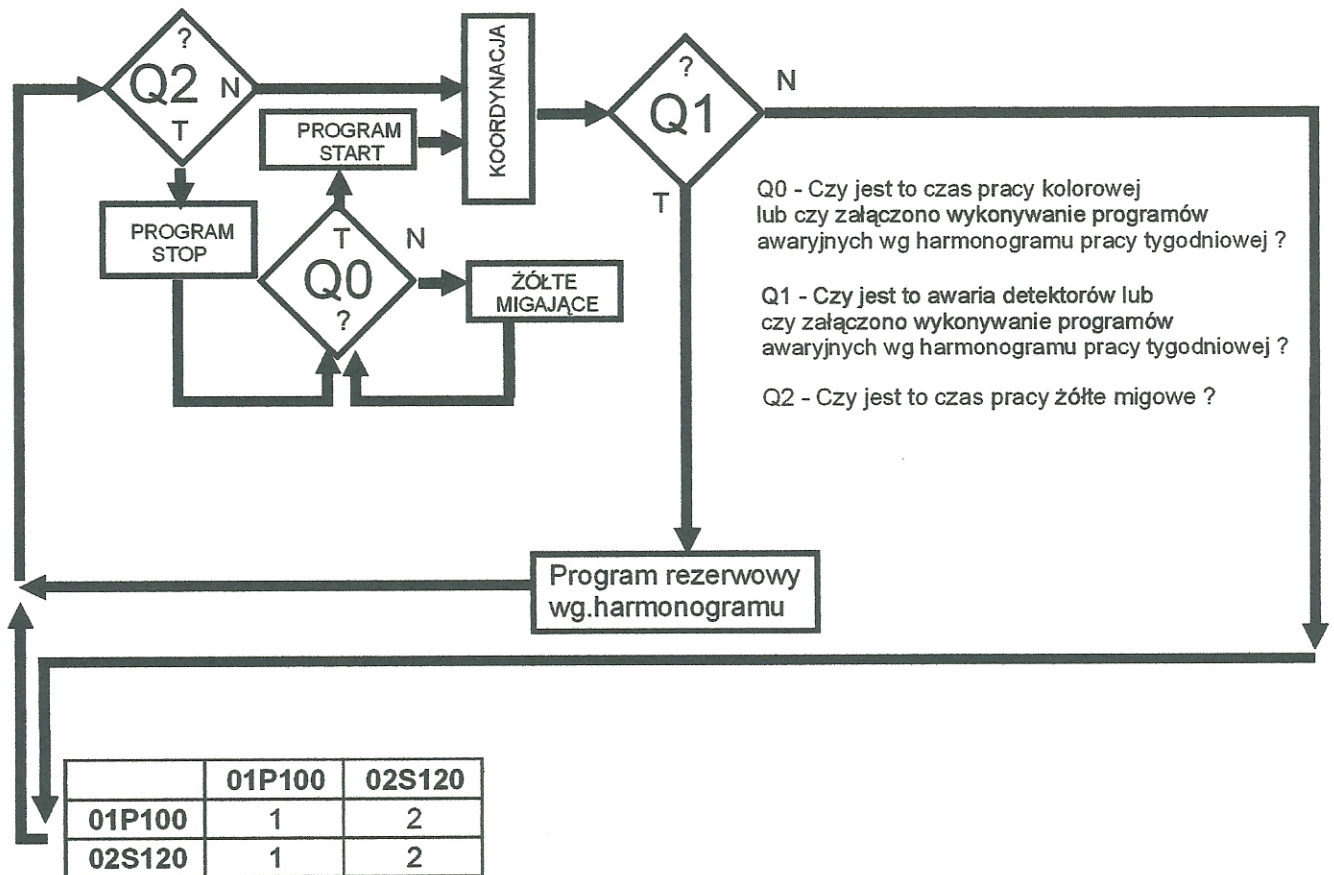 ?
Q2
N
T
PROGRAM
START
KOORDYNACJA
?
Q1
N
T
PROGRAM
STOP
T
N
Q0
?
ŻÓŁTE
MIGAJĄCE
Q0 - Czy jest to czas pracy kolorowej
lub czy załączono wykonywanie programów
awaryjnych wg harmonogramu pracy tygodniowej ?
Q1 - Czy jest to awaria detektorów lub
czy załączono wykonywanie programów
awaryjnych wg harmonogramu pracy tygodniowej ?
Q2 - Czy jest to czas pracy żółte migowe ?
Program rezerwowy
wg.harmonogramu
01P100 02S120
01P100 1 2
02S120 1 2